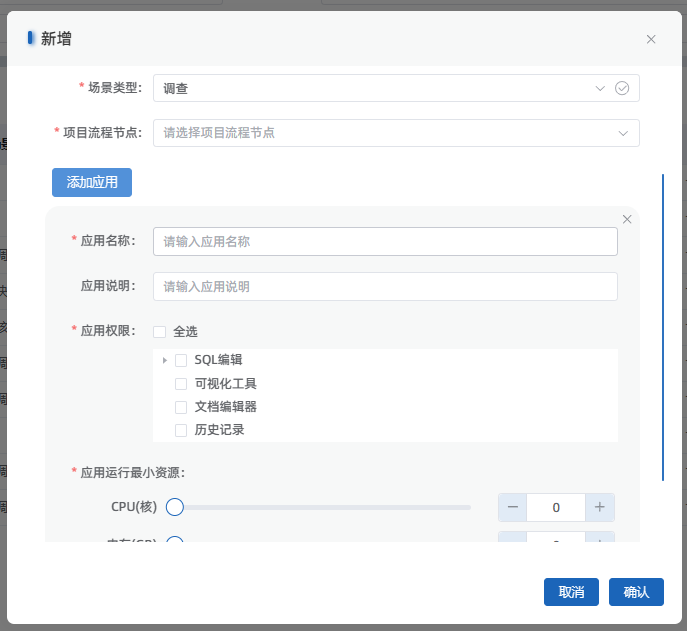 新增
* 场景类型: 调查
* 项目流程节点: 请选择项目流程节点
添加应用
* 应用名称: 请输入应用名称
应用说明: 请输入应用说明
* 应用权限: 全选
SQL编辑
可视化工具
文档编辑器
历史记录
* 应用运行最小资源:
CPU(核) 0
取消 确认